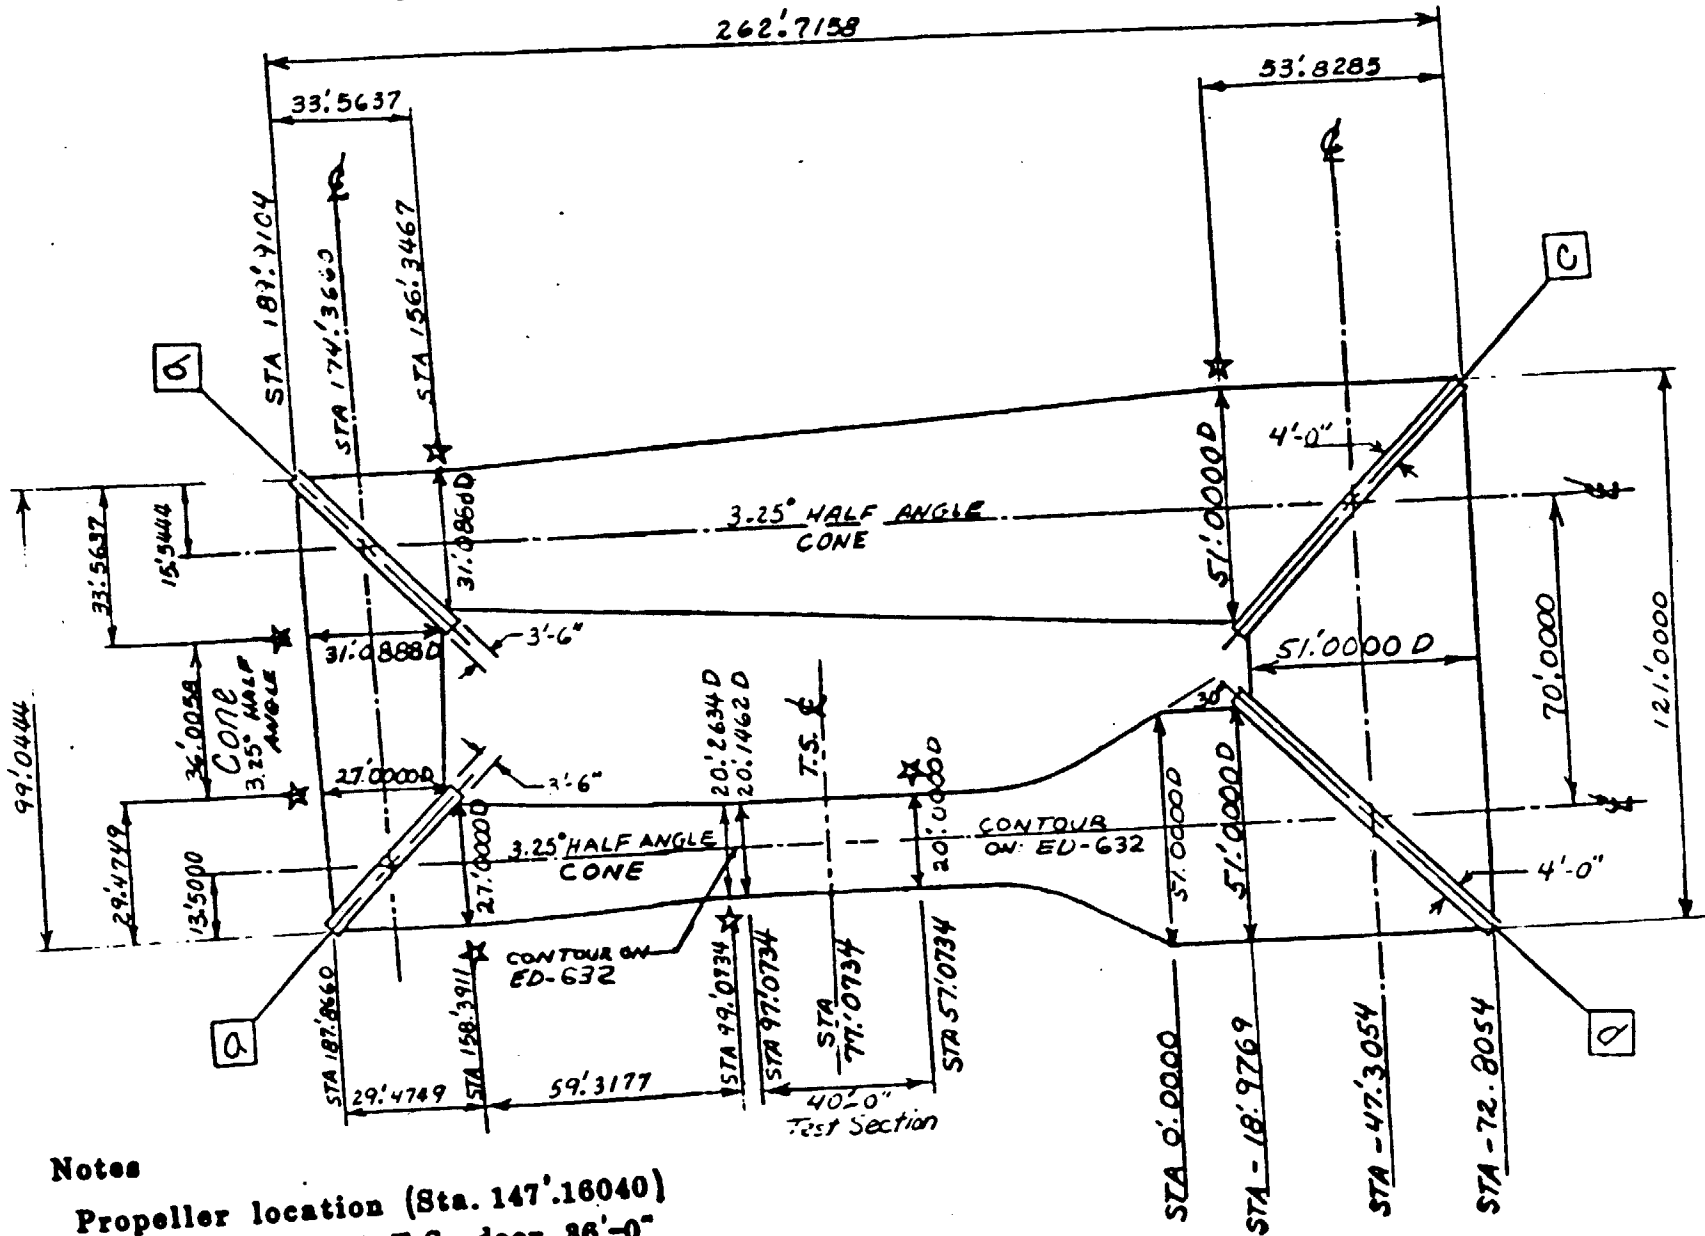 262'.7158
33'.5637
53'.8285
STA 174'.3660
STA 156'.3467
a
C
4'-0"
15'.5444
33'.5637
31'.0860D
3.25° HALF ANGLE
CONE
51'.0000D
31'.0888D
3'-6"
51'.0000 D
70'.0000
121'.0000
99'.0444
36'.0058
CONE
3.25° HALF
ANGLE
27'.0000D
3'-6"
20'.2634 D
20'.1462 D
T.S. ℄
20'.0000D
30°
29'.4749
13'.5000
27'.0000D
3.25° HALF ANGLE
CONE
CONTOUR
ON: ED-632
51'.0000D
51'.0000D
4'-0"
CONTOUR ON
ED-632
a
a
STA 187'.8660
STA 158'.3911
STA 99'.0734
STA 97'.0734
STA
77'.0734
STA 57'.0734
29'.4749
59'.3177
40'-0"
Test Section
STA 0'.0000
STA - 18'.9769
STA - 47'.3054
STA - 72.8054
Notes
Propeller location (Sta. 147'.16040)
T.S. door 36'-0"